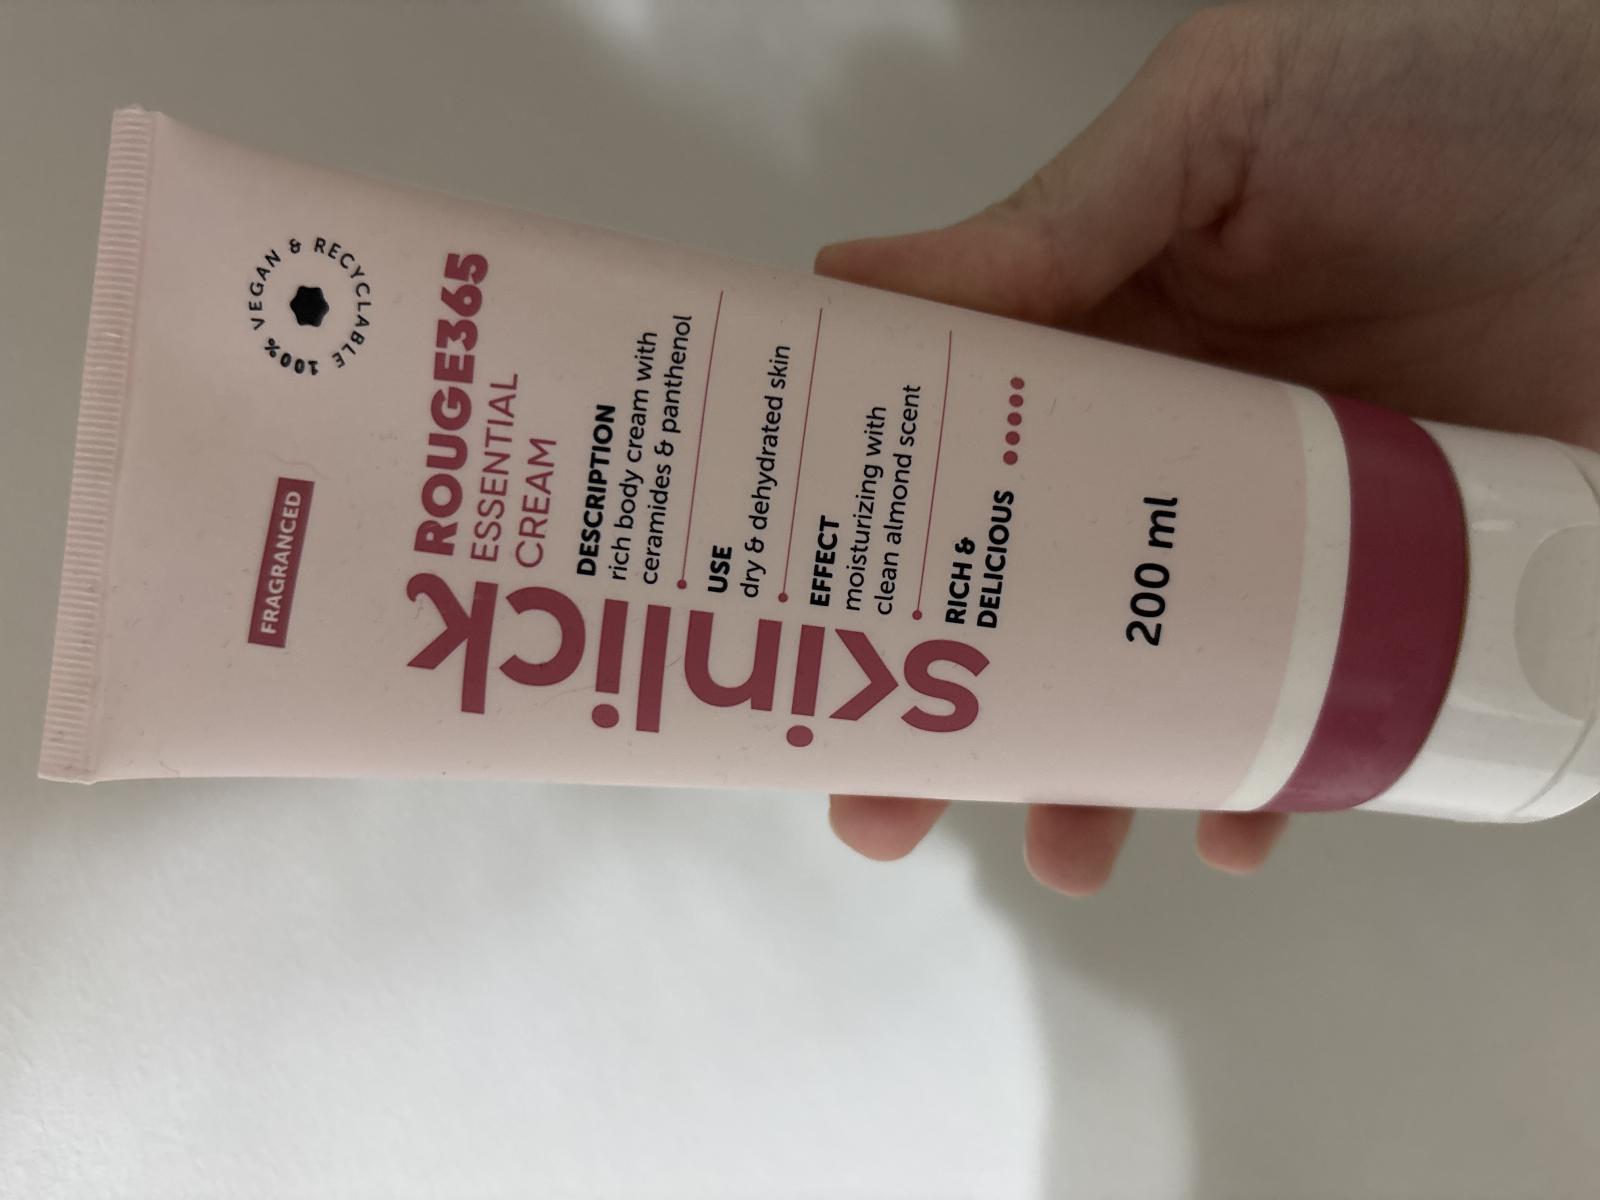 FRAGRANCED
100% VEGAN & RECYCLABLE
skinlick
ROUGE365
ESSENTIAL
CREAM
DESCRIPTION
rich body cream with
ceramides & panthenol
USE
dry & dehydrated skin
EFFECT
moisturizing with
clean almond scent
RICH &
DELICIOUS
200 ml